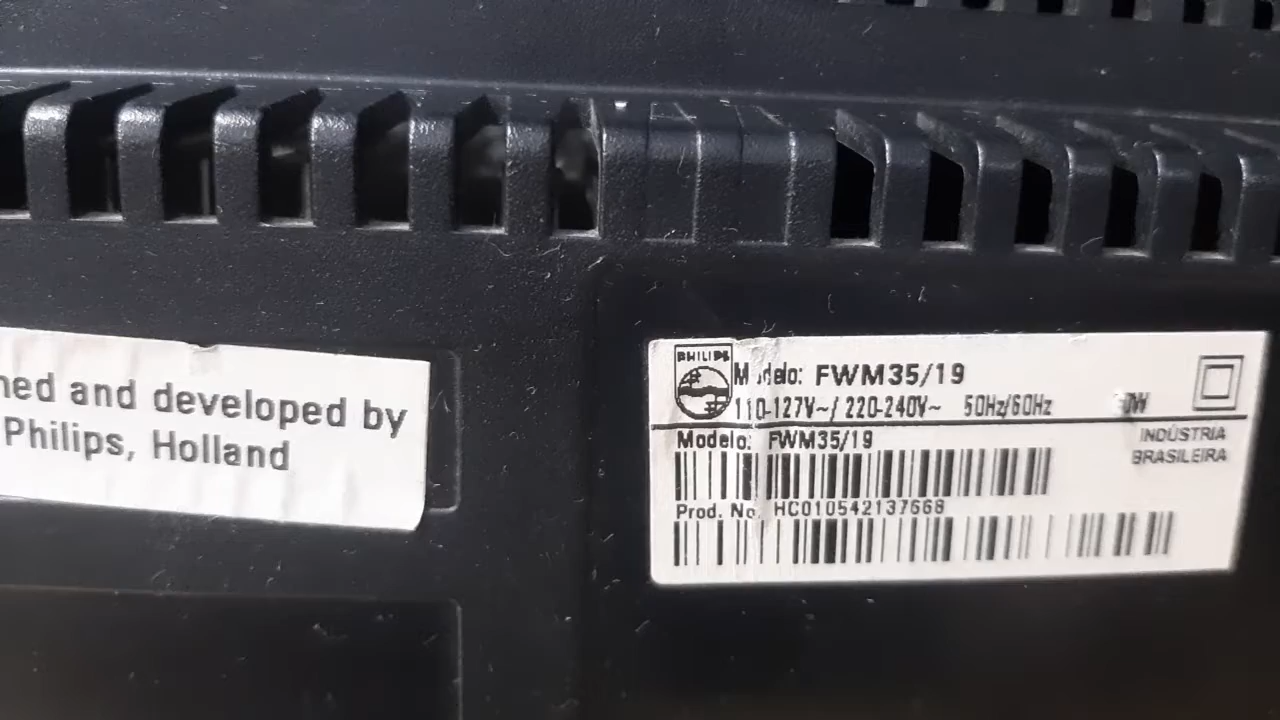 ned and developed by
Philips, Holland
PHILIPS
Modelo: FWM35/19
110-127V~/ 220-240V~ 50Hz/60Hz
Modelo: FWM35/19
INDÚSTRIA
BRASILEIRA
Prod. No. HC010542137668